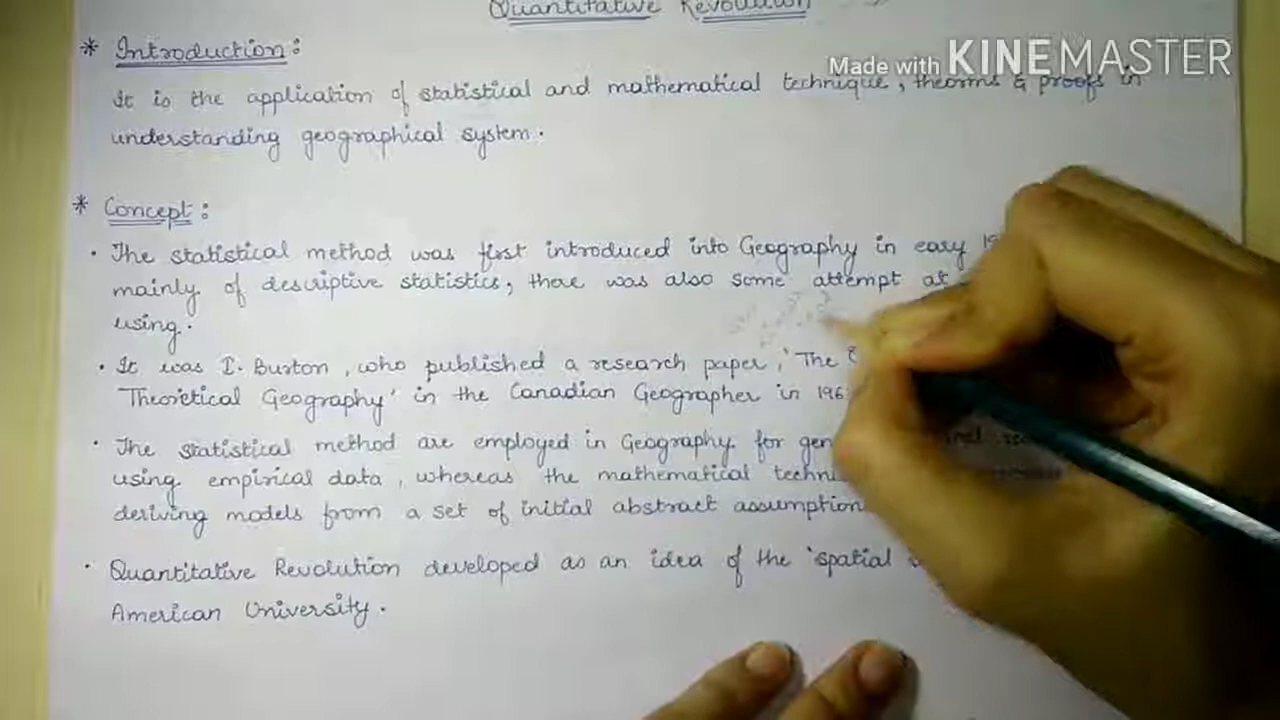 Quantitative Revolution
Made with KINEMASTER
* Introduction:
It is the application of statistical and mathematical technique, theorms & proofs in
understanding geographical system.
* Concept:
• The statistical method was first introduced into Geography in easy
mainly of descriptive statistics, there was also some attempt at
using.
• It was I. Burton, who published a research paper, 'The
Theoretical Geography' in the Canadian Geographer in 196
• The statistical method are employed in Geography for gen
using empirical data, whereas the mathematical techni
deriving models from a set of initial abstract assumption
• Quantitative Revolution developed as an idea of the 'spatial
American University.